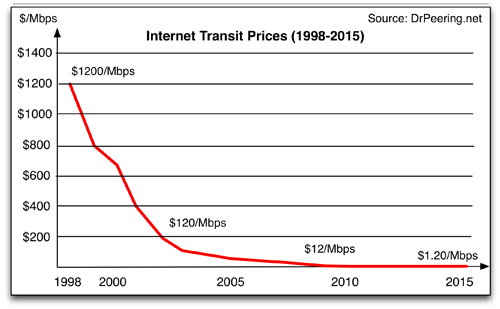 $/Mbps
Source: DrPeering.net
Internet Transit Prices (1998-2015)
$1400
$1200
$1000
$800
$600
$400
$200
$1200/Mbps
$120/Mbps
$12/Mbps
$1.20/Mbps
1998 2000 2005 2010 2015